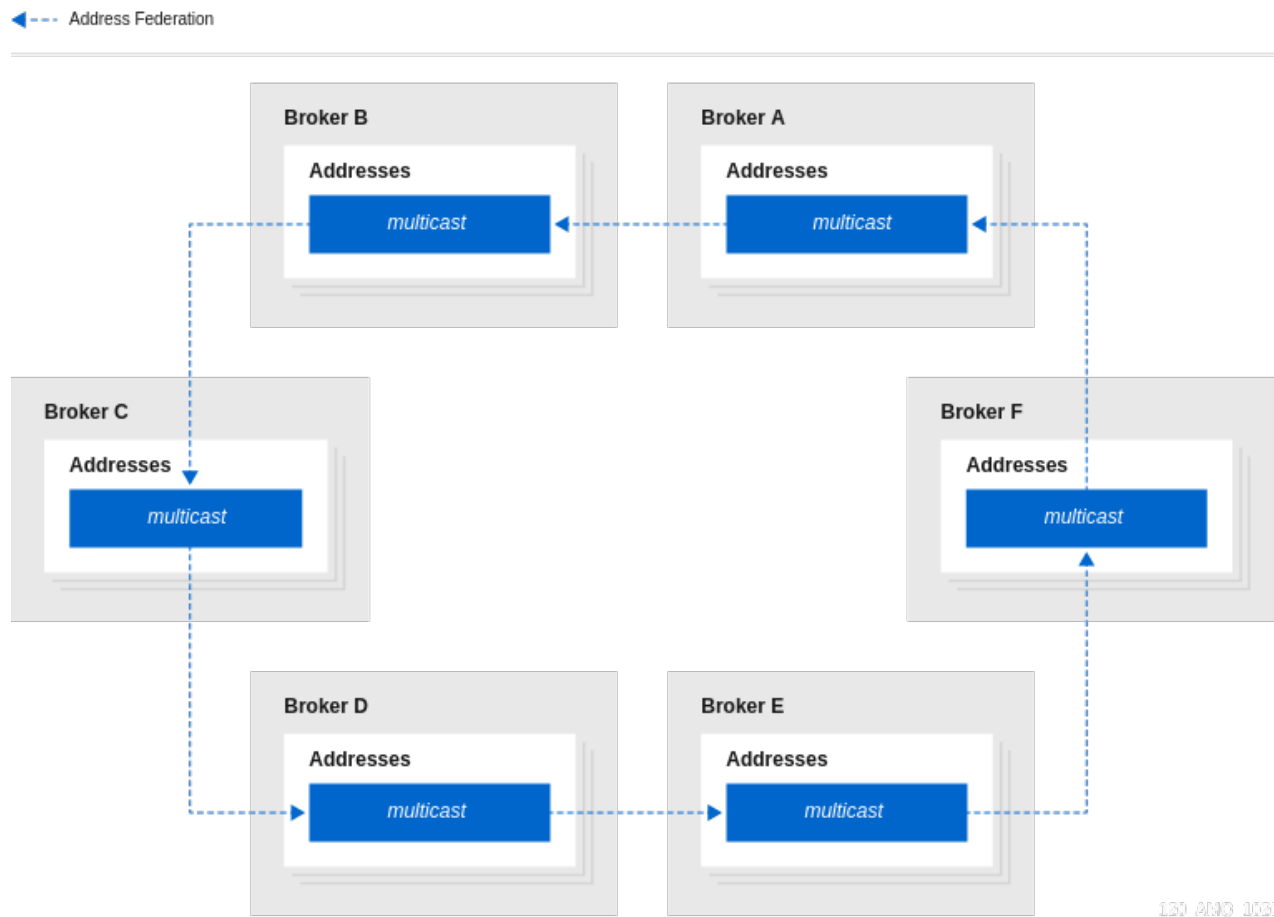 Address Federation
Broker B
Broker A
Addresses
Addresses
multicast
multicast
Broker C
Broker F
Addresses
Addresses
multicast
multicast
Broker D
Broker E
Addresses
Addresses
multicast
multicast